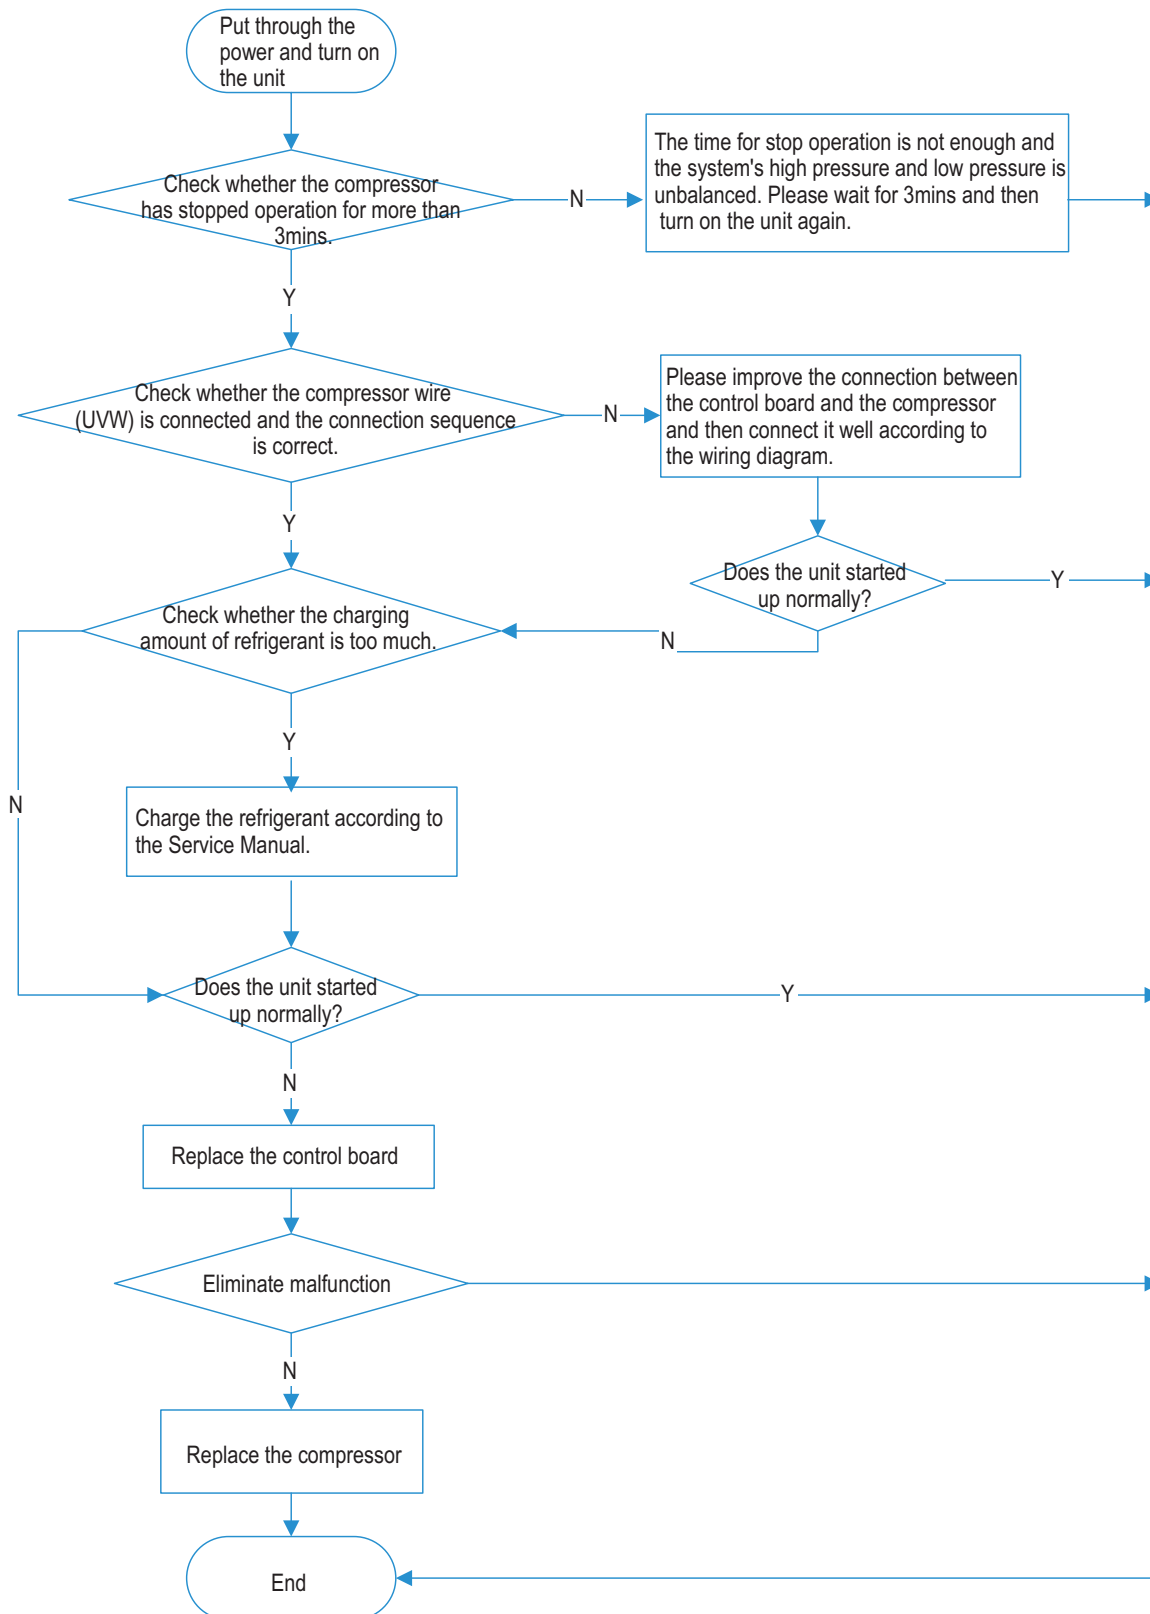 Put through the
power and turn on
the unit
Check whether the compressor
has stopped operation for more than
3mins.
N
The time for stop operation is not enough and
the system's high pressure and low pressure is
unbalanced. Please wait for 3mins and then
turn on the unit again.
Y
Check whether the compressor wire
(UVW) is connected and the connection sequence
is correct.
N
Please improve the connection between
the control board and the compressor
and then connect it well according to
the wiring diagram.
Y
Does the unit started
up normally?
Y
Check whether the charging
amount of refrigerant is too much.
N
Y
N
Charge the refrigerant according to
the Service Manual.
Does the unit started
up normally?
Y
N
Replace the control board
Eliminate malfunction
N
Replace the compressor
End